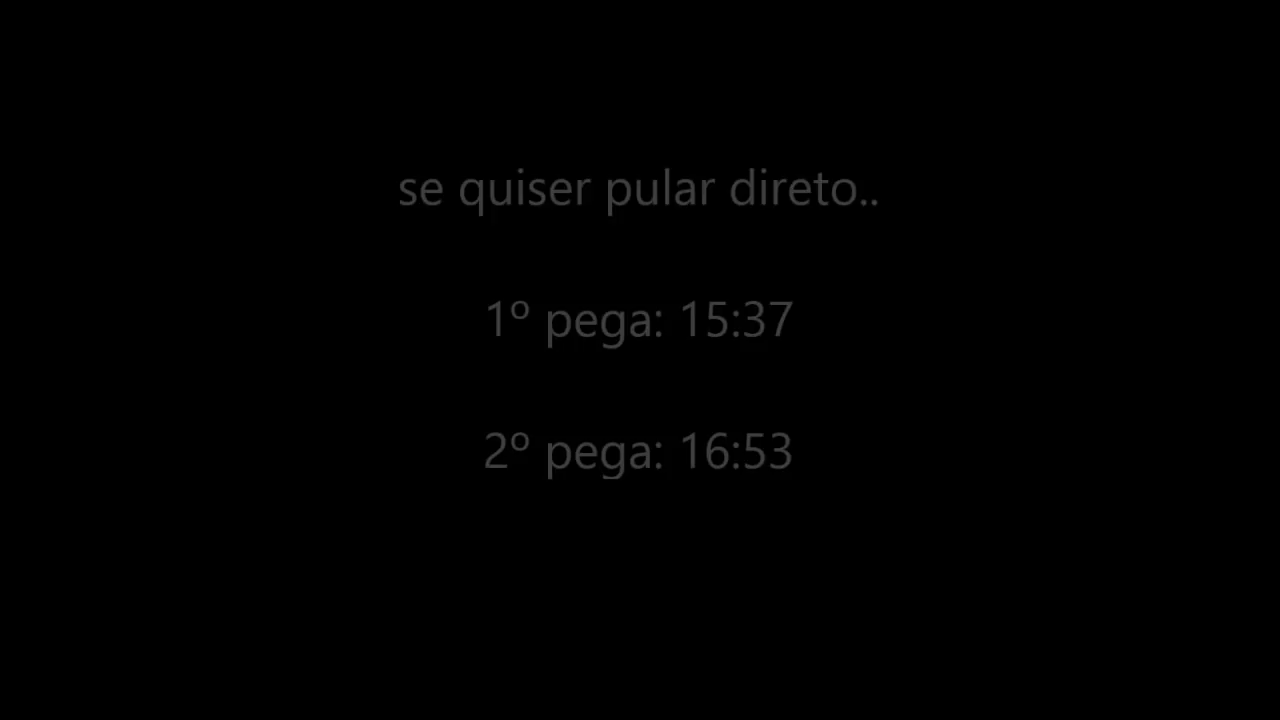 se quiser pular direto..
1º pega: 15:37
2º pega: 16:53